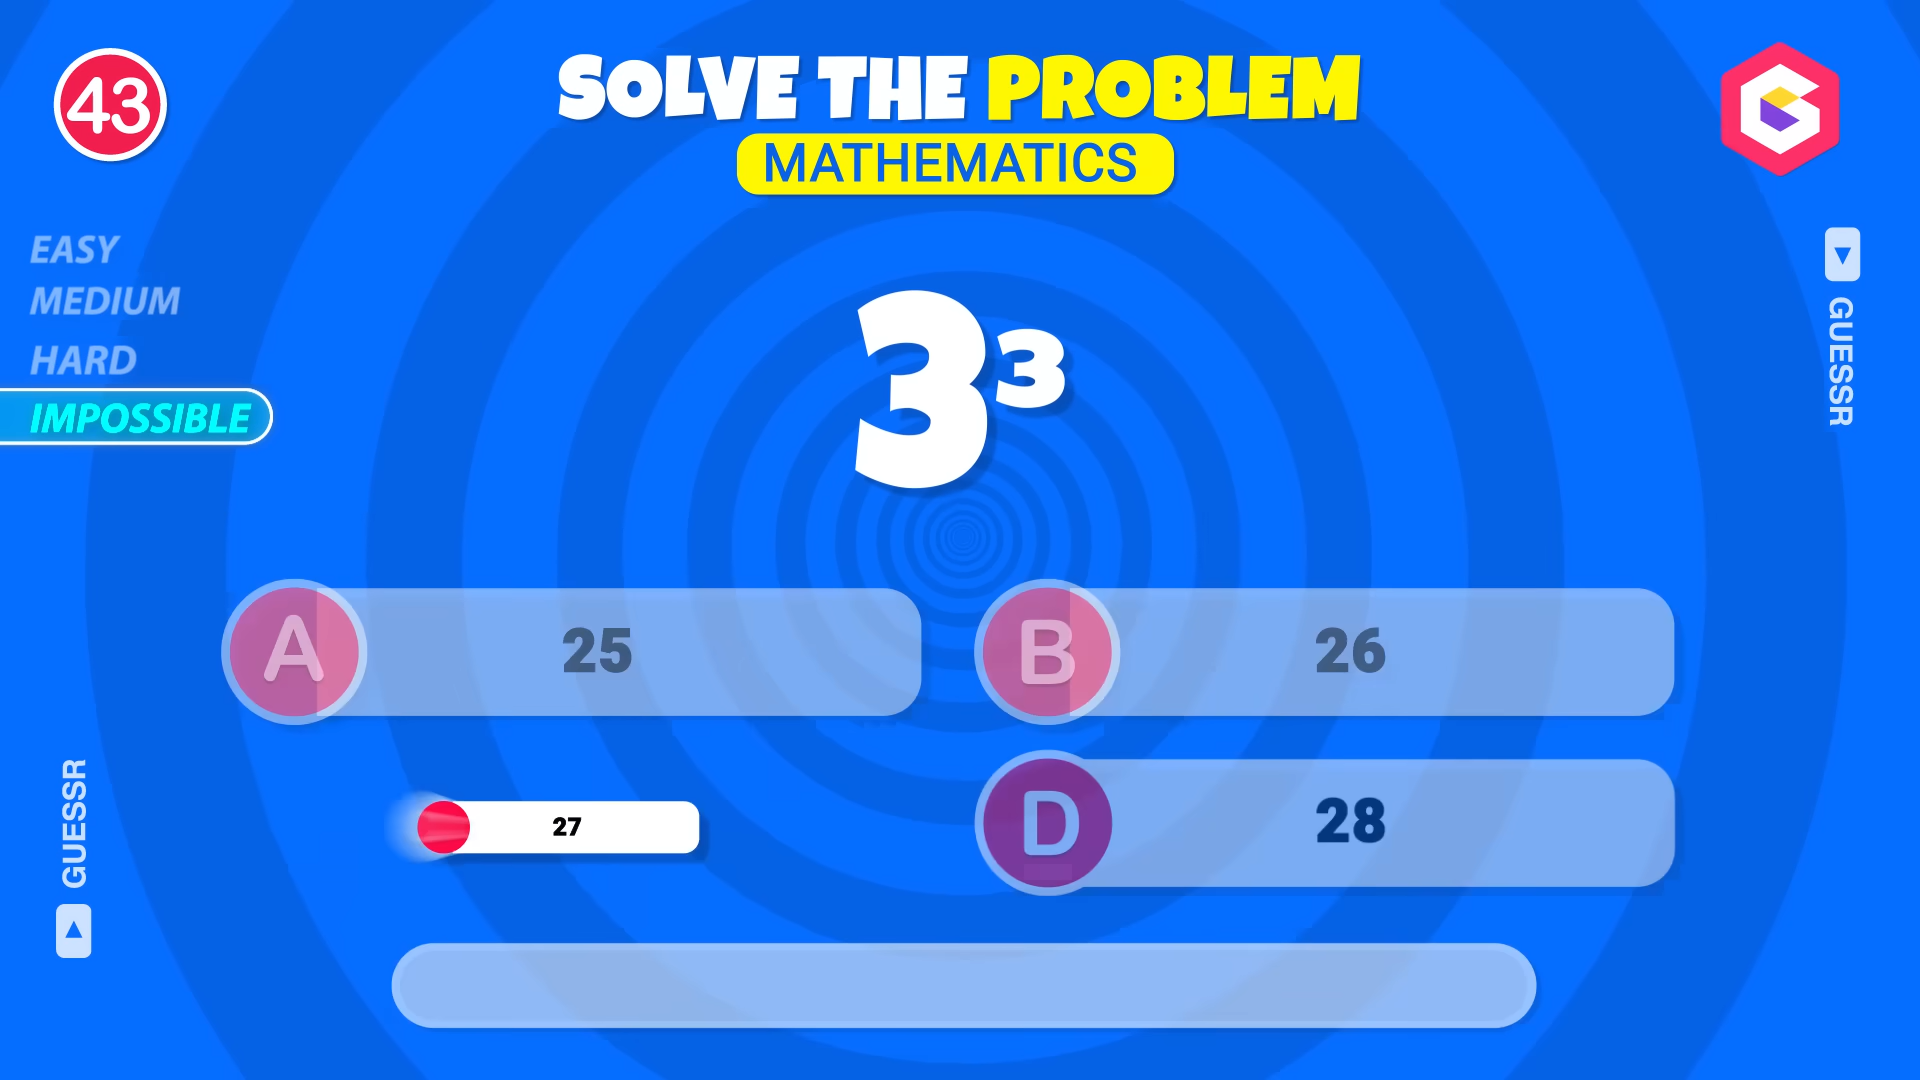 43
SOLVE THE PROBLEM
MATHEMATICS
EASY
MEDIUM
HARD
IMPOSSIBLE
3³
GUESSR
A 25
B 26
27
D 28
GUESSR